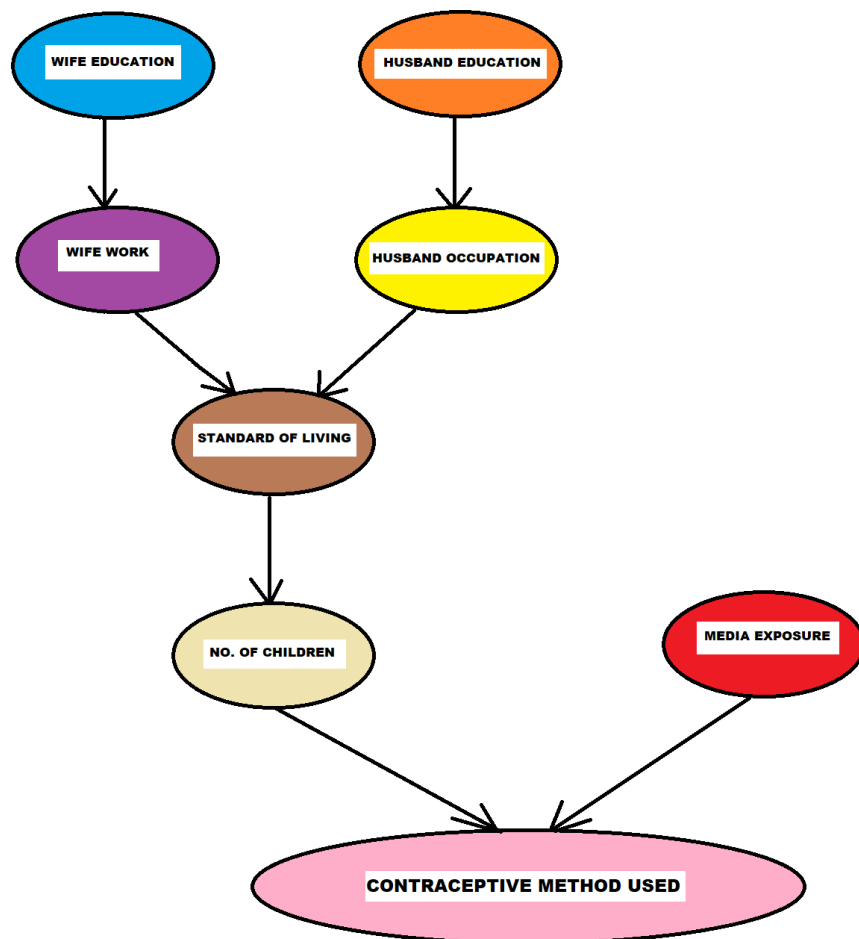 WIFE EDUCATION
HUSBAND EDUCATION
WIFE WORK
HUSBAND OCCUPATION
STANDARD OF LIVING
NO. OF CHILDREN
MEDIA EXPOSURE
CONTRACEPTIVE METHOD USED